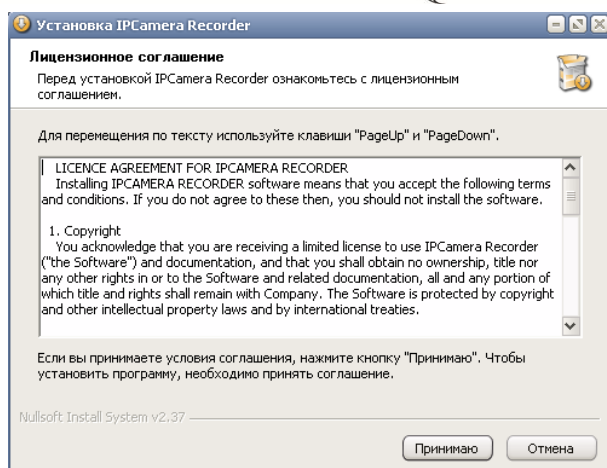 Установка IPCamera Recorder
Лицензионное соглашение
Перед установкой IPCamera Recorder ознакомьтесь с лицензионным
соглашением.
Для перемещения по тексту используйте клавиши "PageUp" и "PageDown".
LICENCE AGREEMENT FOR IPCAMERA RECORDER
Installing IPCAMERA RECORDER software means that you accept the following terms
and conditions. If you do not agree to these then, you should not install the software.
1. Copyright
You acknowledge that you are receiving a limited license to use IPCamera Recorder
("the Software") and documentation, and that you shall obtain no ownership, title nor
any other rights in or to the Software and related documentation, all and any portion of
which title and rights shall remain with Company. The Software is protected by copyright
and other intellectual property laws and by international treaties.
Если вы принимаете условия соглашения, нажмите кнопку "Принимаю". Чтобы
установить программу, необходимо принять соглашение.
Nullsoft Install System v2.37
Принимаю
Отмена